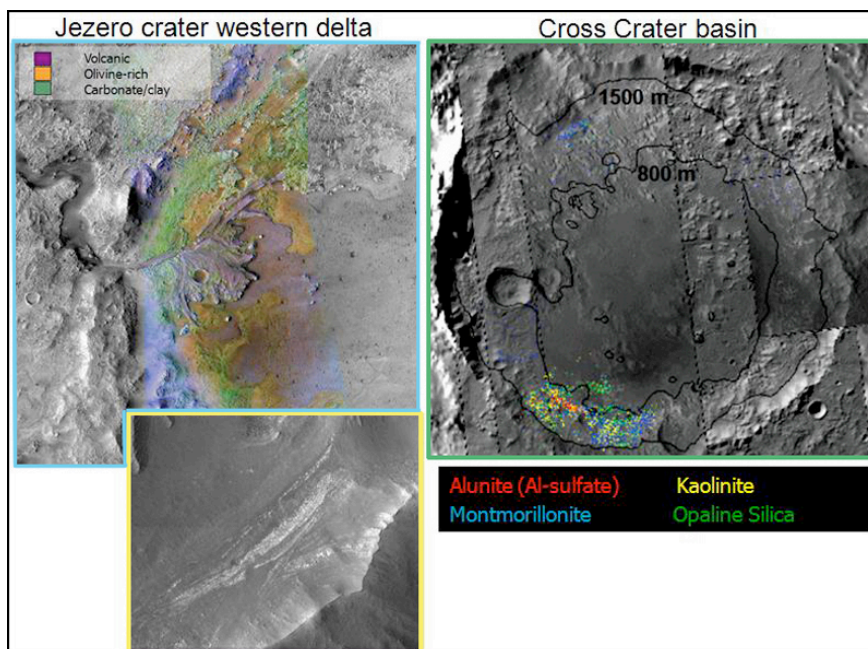 Jezero crater western delta
Volcanic
Olivine-rich
Carbonate/clay
Cross Crater basin
1500 m
800 m
Alunite (Al-sulfate) Kaolinite
Montmorillonite Opaline Silica